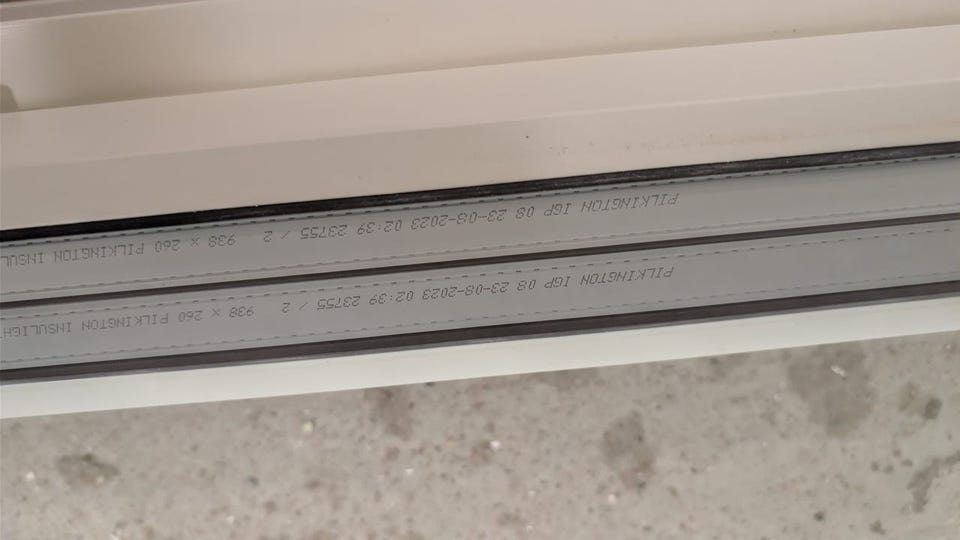 PILKINGTON IGP 08 23-08-2023 02:39 23755 / 2 938 x 260 PILKINGTON INSULIGH
PILKINGTON IGP 08 23-08-2023 02:39 23755 / 2 938 x 260 PILKINGTON INSUL